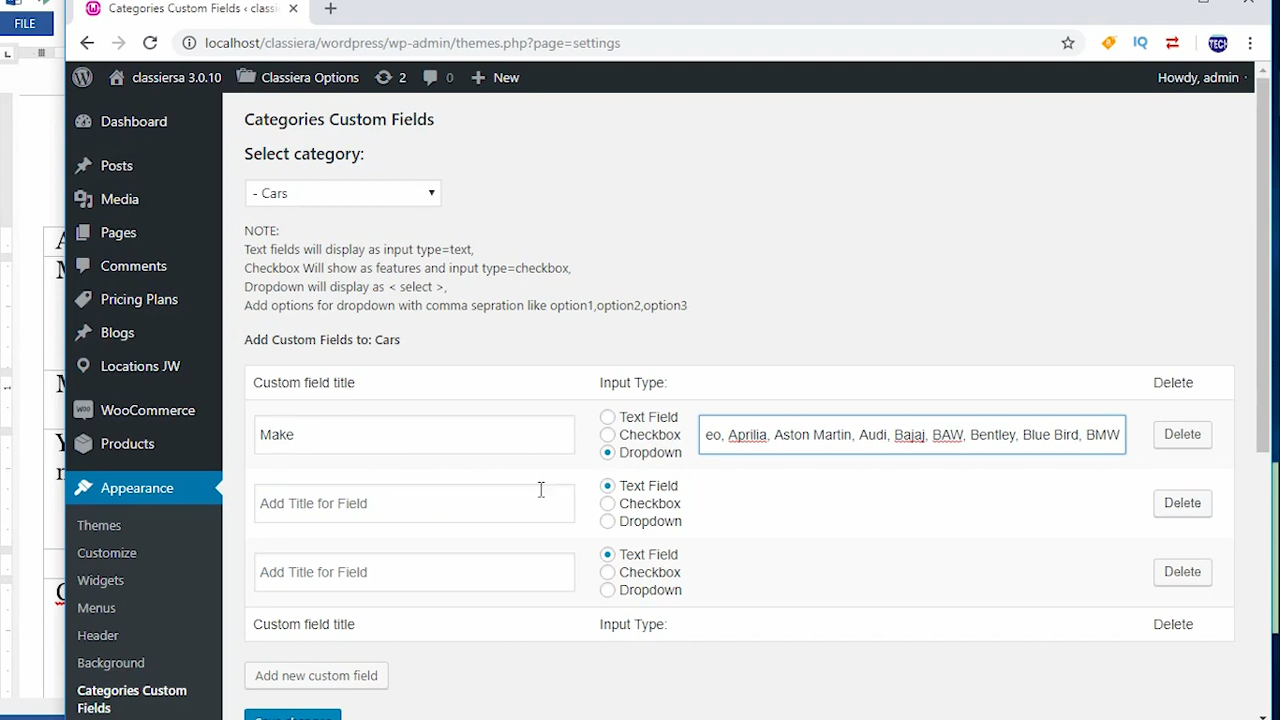 FILE
Categories Custom Fields ‹ classi
localhost/classiera/wordpress/wp-admin/themes.php?page=settings
IQ
TECH
classiersa 3.0.10
Classiera Options
2
0
New
Howdy, admin
Dashboard
Posts
Media
Pages
Comments
Pricing Plans
Blogs
Locations JW
WooCommerce
Products
Appearance
Themes
Customize
Widgets
Menus
Header
Background
Categories Custom
Fields
Categories Custom Fields
Select category:
- Cars
NOTE:
Text fields will display as input type=text,
Checkbox Will show as features and input type=checkbox,
Dropdown will display as < select >,
Add options for dropdown with comma sepration like option1,option2,option3
Add Custom Fields to: Cars
Custom field title Input Type: Delete
Make
Text Field
Checkbox
Dropdown
eo, Aprilia, Aston Martin, Audi, Bajaj, BAW, Bentley, Blue Bird, BMW
Delete
Add Title for Field
Text Field
Checkbox
Dropdown
Delete
Add Title for Field
Text Field
Checkbox
Dropdown
Delete
Custom field title Input Type: Delete
Add new custom field